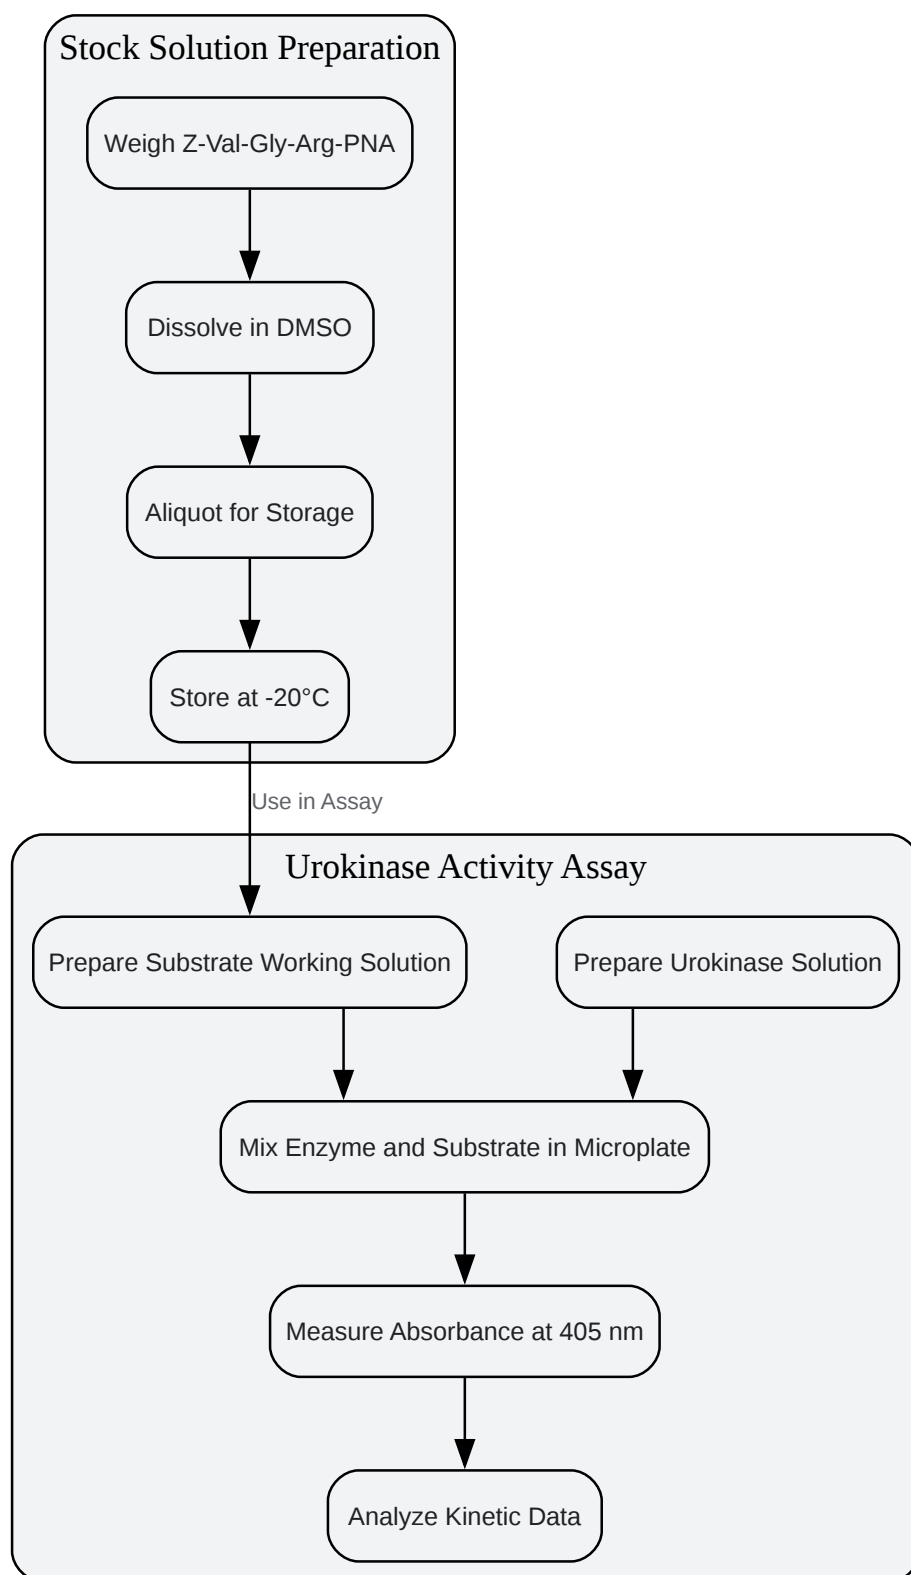 Stock Solution Preparation
Weigh Z-Val-Gly-Arg-PNA
Dissolve in DMSO
Aliquot for Storage
Store at -20°C
Use in Assay
Urokinase Activity Assay
Prepare Substrate Working Solution
Prepare Urokinase Solution
Mix Enzyme and Substrate in Microplate
Measure Absorbance at 405 nm
Analyze Kinetic Data